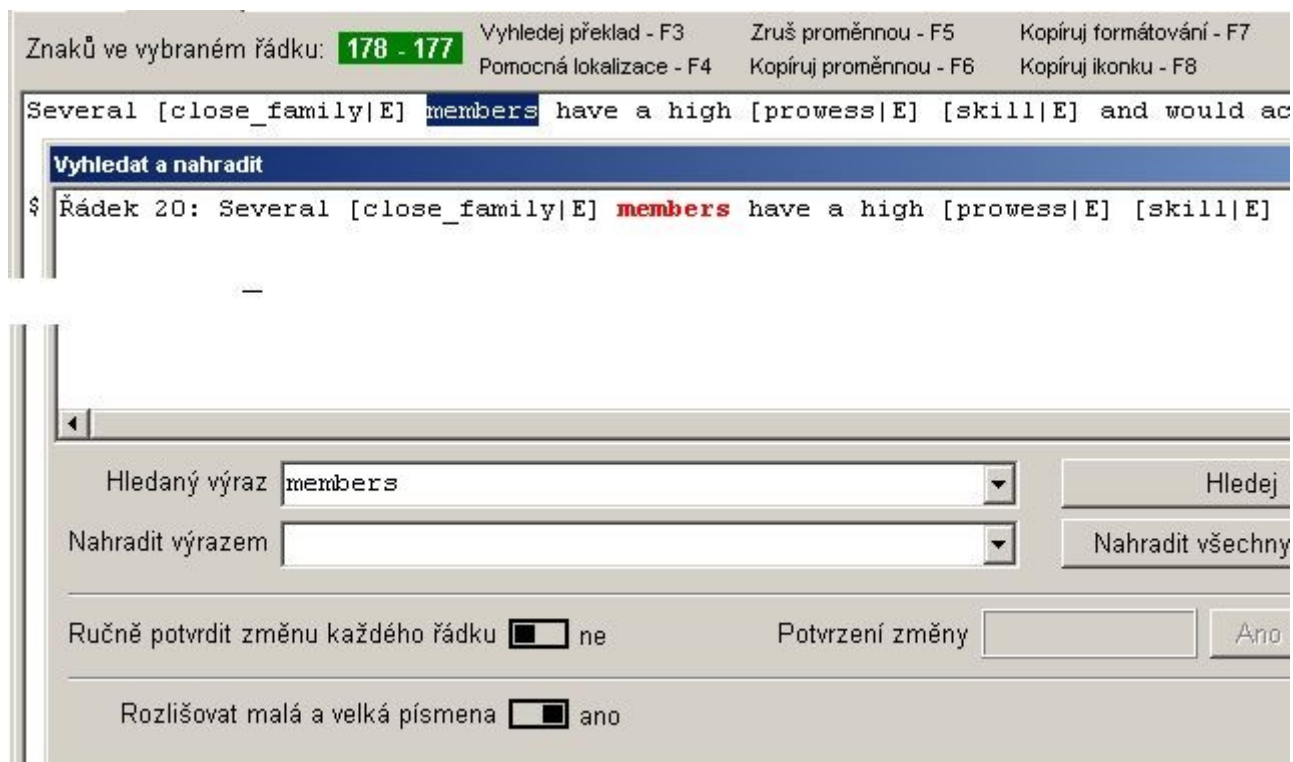 Znaků ve vybraném řádku: 178 - 177 Vyhledej překlad - F3 Zruš proměnnou - F5 Kopíruj formátování - F7
Pomocná lokalizace - F4 Kopíruj proměnnou - F6 Kopíruj ikonku - F8
Several [close_family|E] members have a high [prowess|E] [skill|E] and would ac
Vyhledat a nahradit
$ Řádek 20: Several [close_family|E] members have a high [prowess|E] [skill|E]
Hledaný výraz members Hledej
Nahradit výrazem Nahradit všechny
Ručně potvrdit změnu každého řádku ne Potvrzení změny Ano
Rozlišovat malá a velká písmena ano